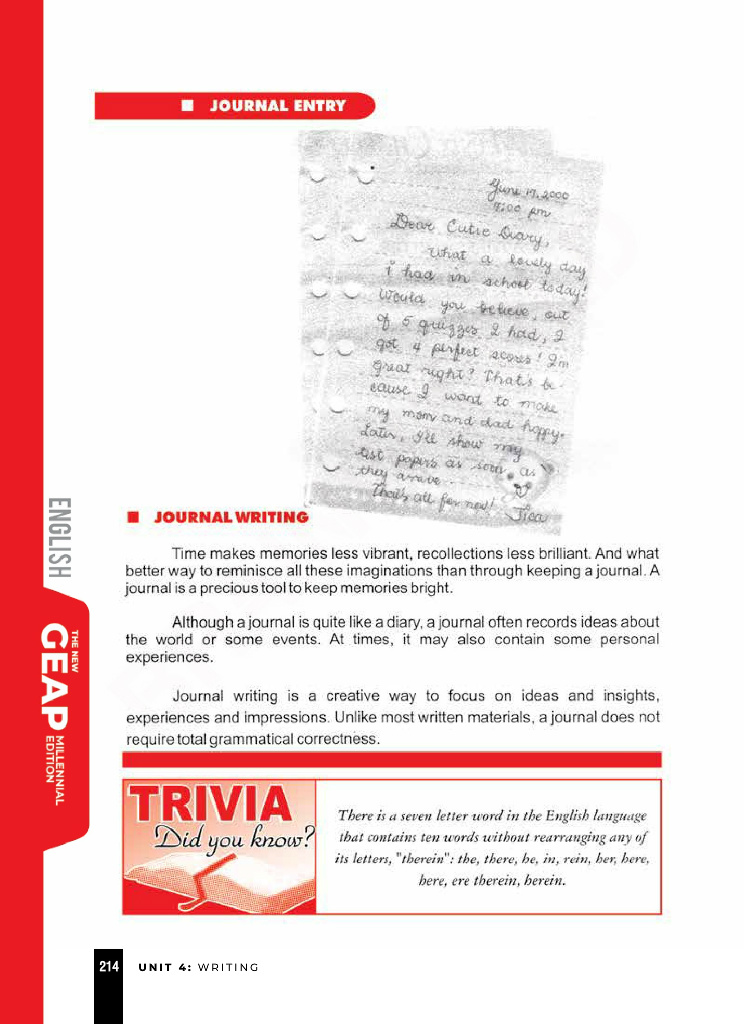 ■ JOURNAL ENTRY
June 17, 2000
7:00 pm
Dear Cutie Diary,
What a lovely day
i had in school today!
Would you believe, out
of 5 quizzes I had, I
got 4 perfect scores! I'm
great right? That's be-
cause I want to make
my mom and dad happy.
Later, I'll show my
test papers as soon as
they arrive.
That's all for now!
Jica
■ JOURNAL WRITING
Time makes memories less vibrant, recollections less brilliant. And what
better way to reminisce all these imaginations than through keeping a journal. A
journal is a precious tool to keep memories bright.
Although a journal is quite like a diary, a journal often records ideas about
the world or some events. At times, it may also contain some personal
experiences.
Journal writing is a creative way to focus on ideas and insights,
experiences and impressions. Unlike most written materials, a journal does not
require total grammatical correctness.
TRIVIA
Did you know?
There is a seven letter word in the English language
that contains ten words without rearranging any of
its letters, "therein": the, there, he, in, rein, her, here,
here, ere therein, herein.
ENGLISH
THE NEW
GEAP
MILLENNIAL
EDITION
214 UNIT 4: WRITING